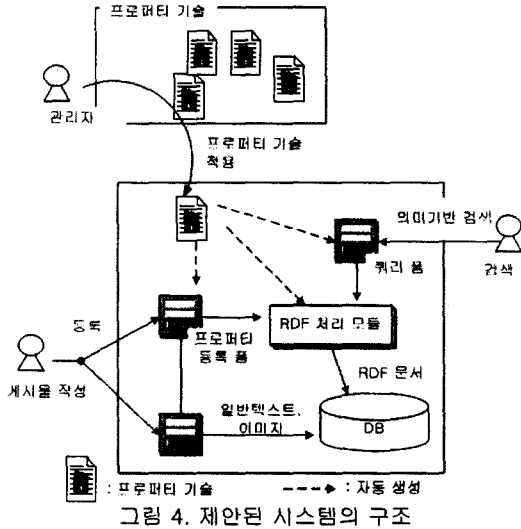 프로퍼티 기술
관리자
프로퍼티 기술
적용
의미기반 검색
쿼리 폼
검색
등록
프로퍼티
등록 폼
RDF 처리 모듈
게시물 작성
RDF 문서
일반텍스트,
이미지
DB
: 프로퍼티 기술
: 자동 생성
그림 4. 제안된 시스템의 구조